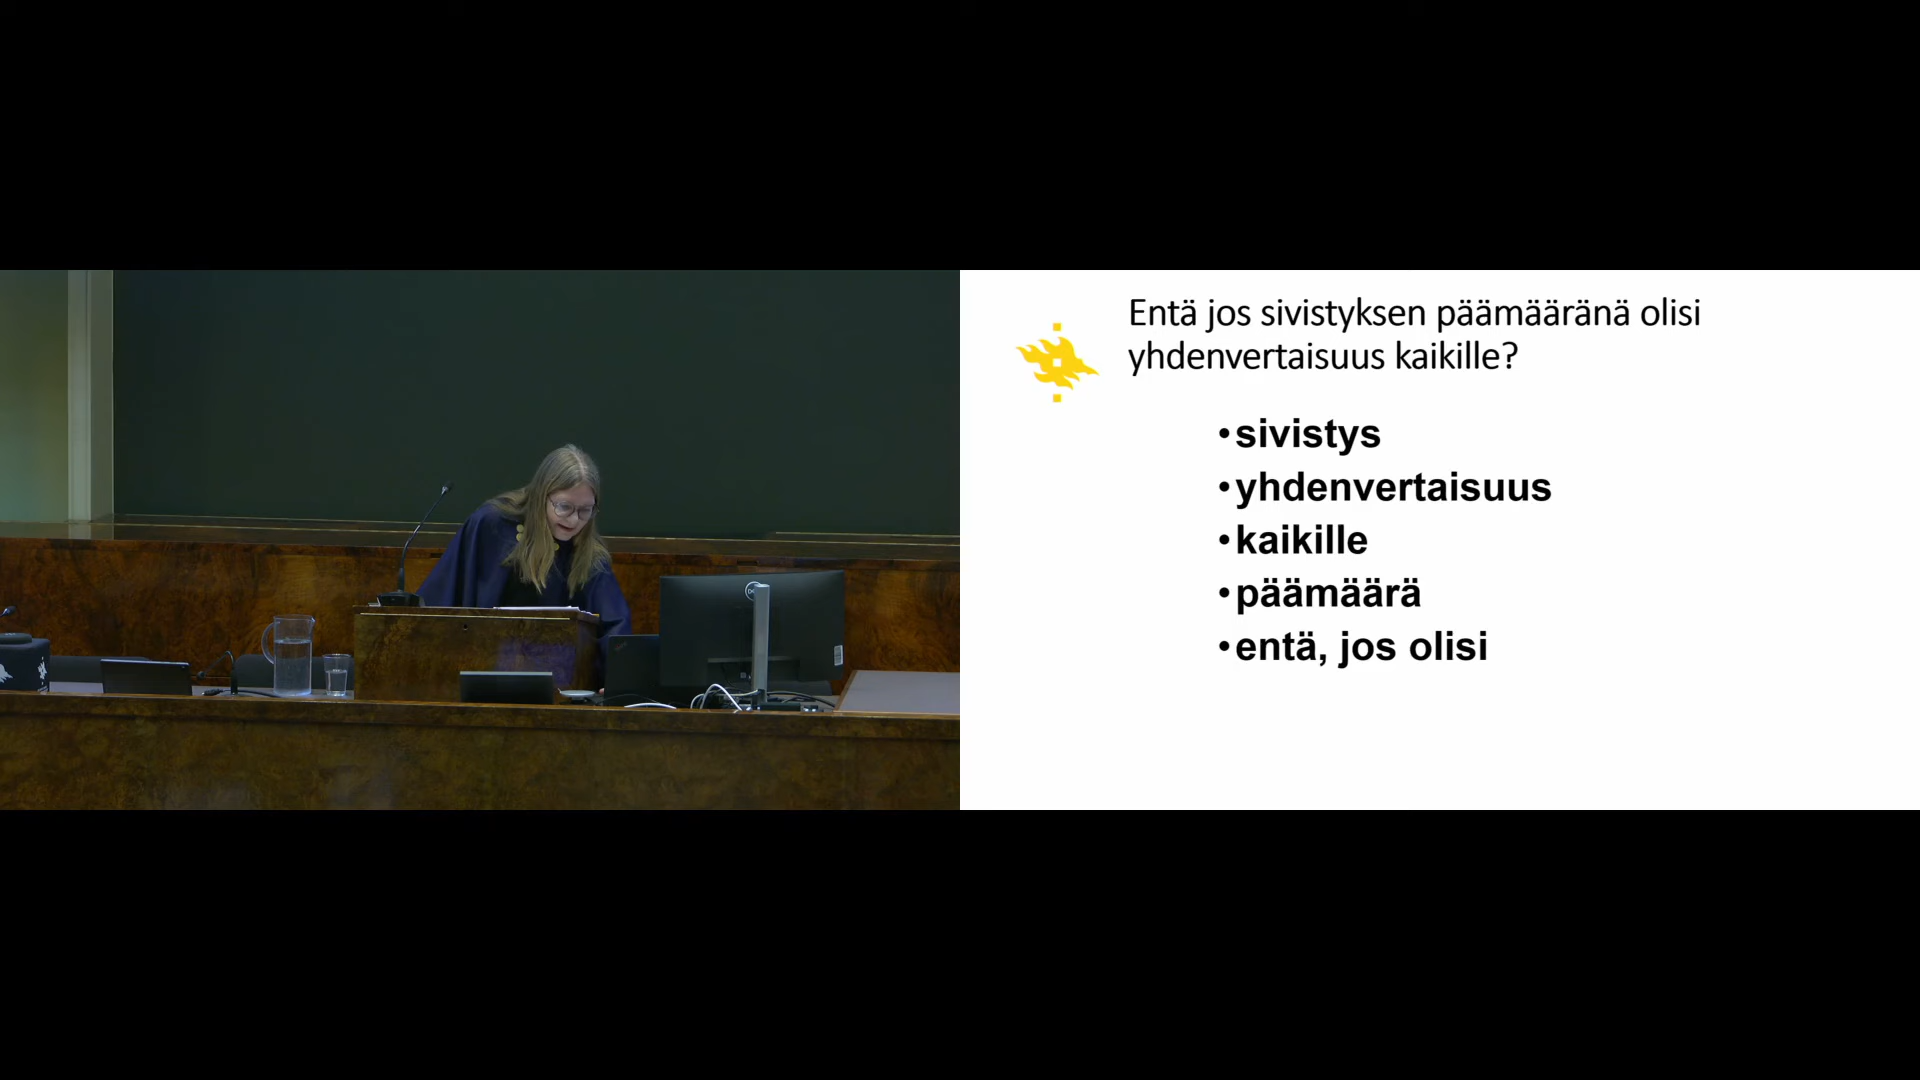 Entä jos sivistyksen päämääränä olisi
yhdenvertaisuus kaikille?
•sivistys
•yhdenvertaisuus
•kaikille
•päämäärä
•entä, jos olisi